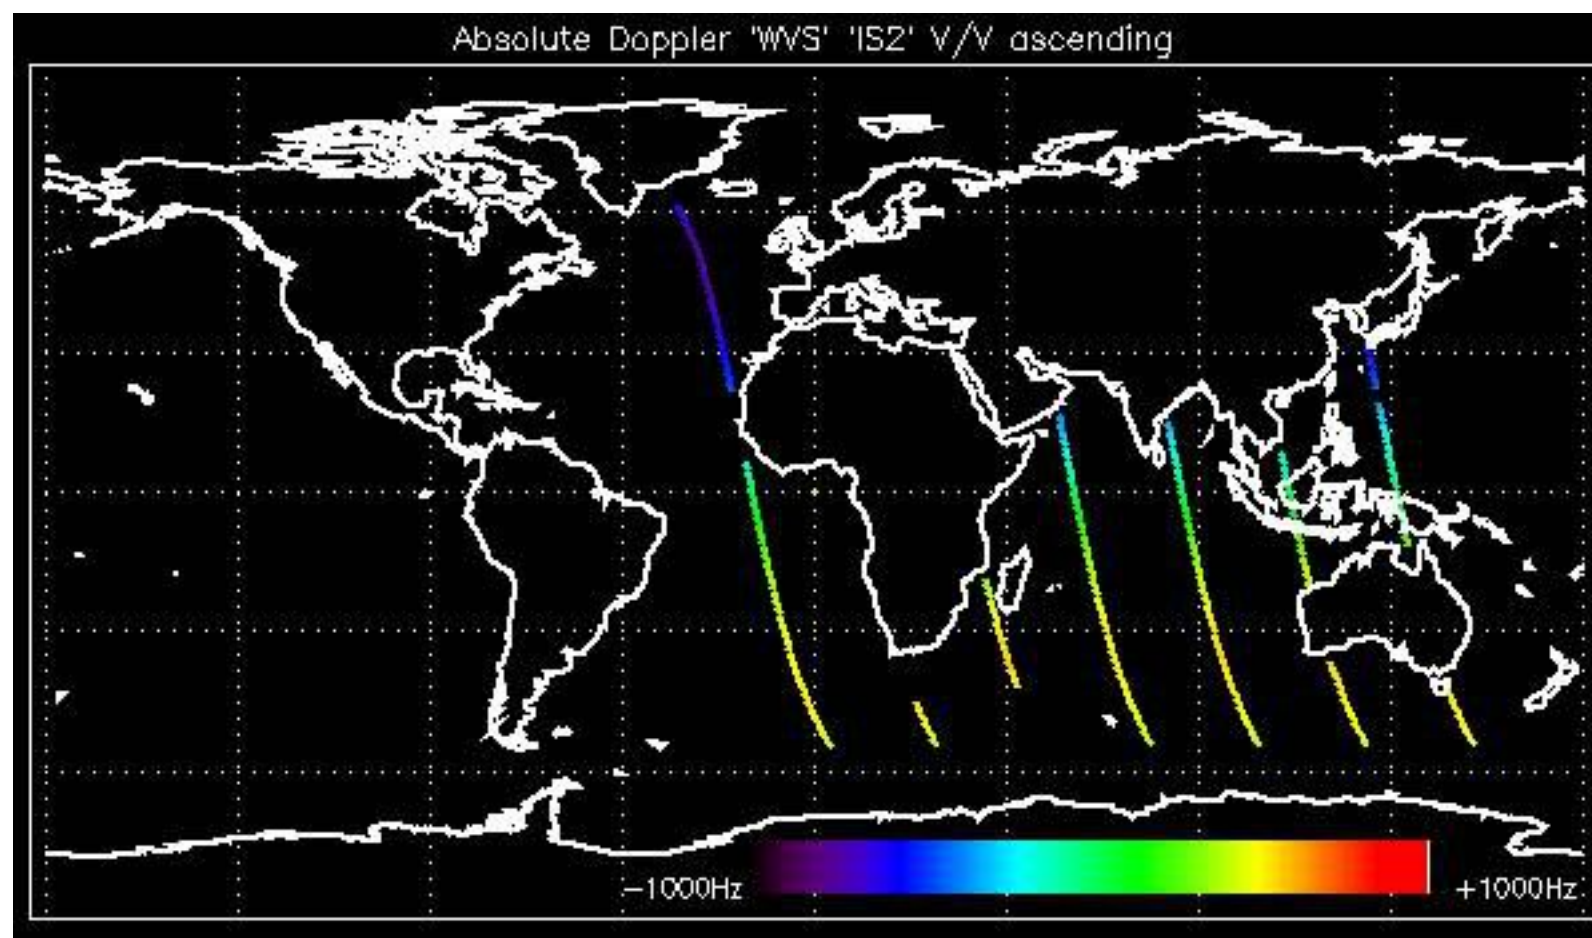 Absolute Doppler 'WVS' 'IS2' V/V ascending
-1000Hz
+1000Hz